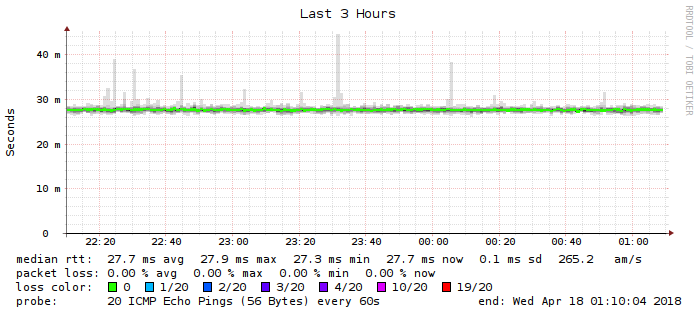 Last 3 Hours
RRDTOOL / TOBI OETIKER
Seconds
40 m
30 m
20 m
10 m
0
22:20 22:40 23:00 23:20 23:40 00:00 00:20 00:40 01:00
median rtt: 27.7 ms avg 27.9 ms max 27.3 ms min 27.7 ms now 0.1 ms sd 265.2 am/s
packet loss: 0.00 % avg 0.00 % max 0.00 % min 0.00 % now
loss color: 0 1/20 2/20 3/20 4/20 10/20 19/20
probe: 20 ICMP Echo Pings (56 Bytes) every 60s end: Wed Apr 18 01:10:04 2018